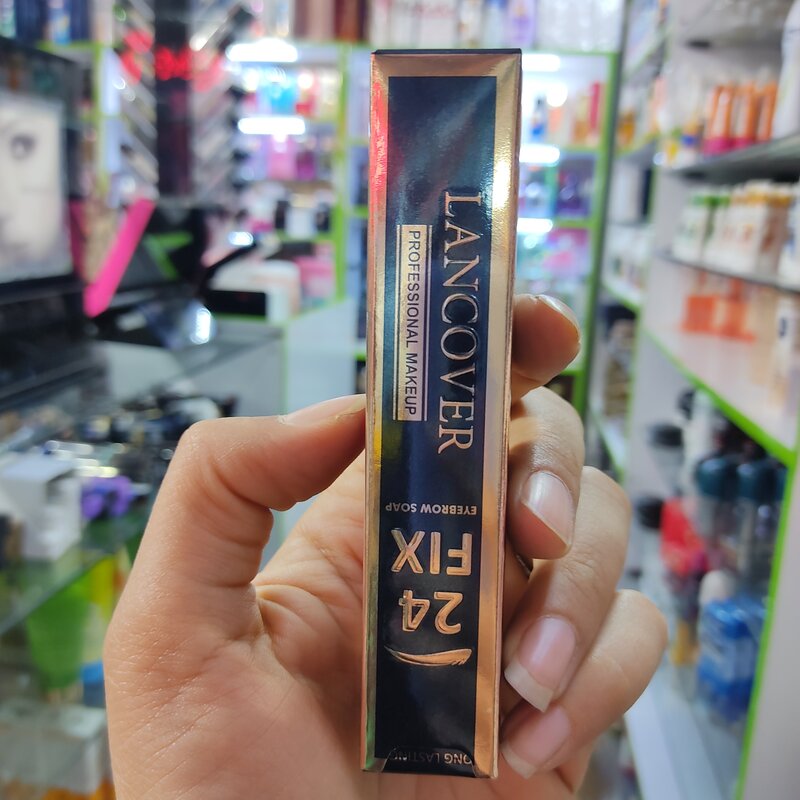 LANCOVER
PROFESSIONAL MAKEUP
24
FIX
EYEBROW SOAP